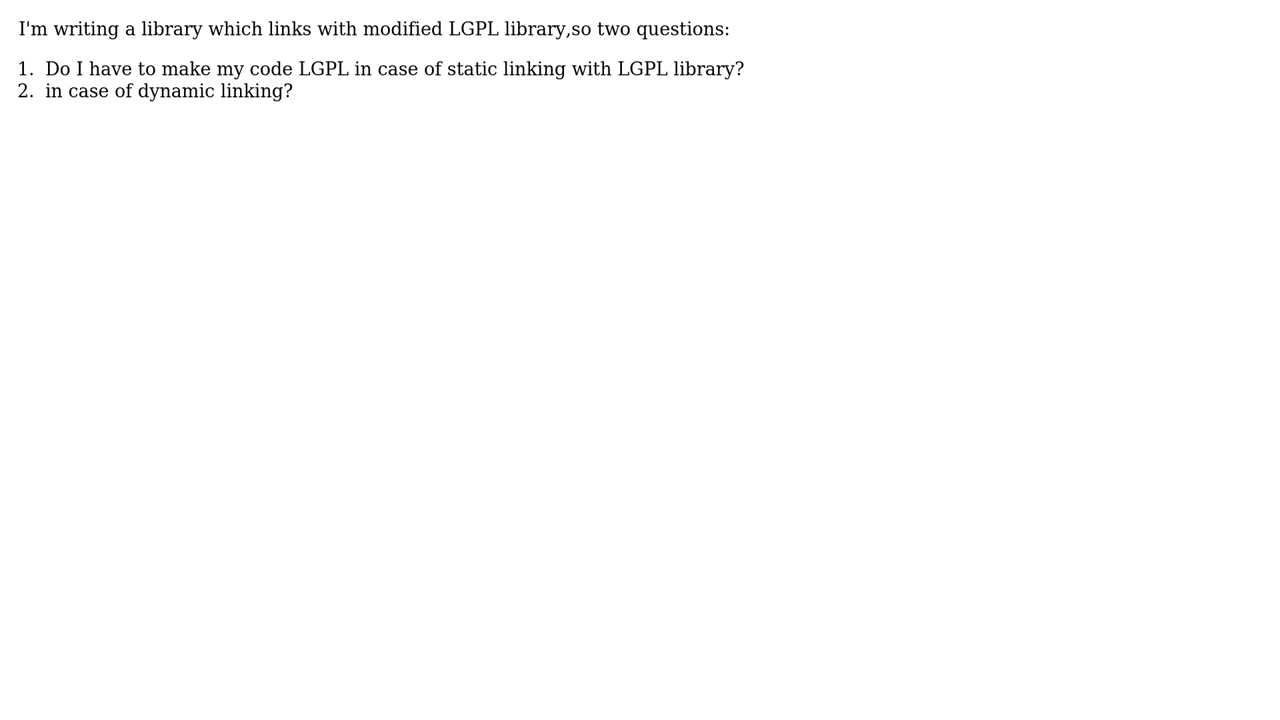 I'm writing a library which links with modified LGPL library,so two questions:
1. Do I have to make my code LGPL in case of static linking with LGPL library?
2. in case of dynamic linking?